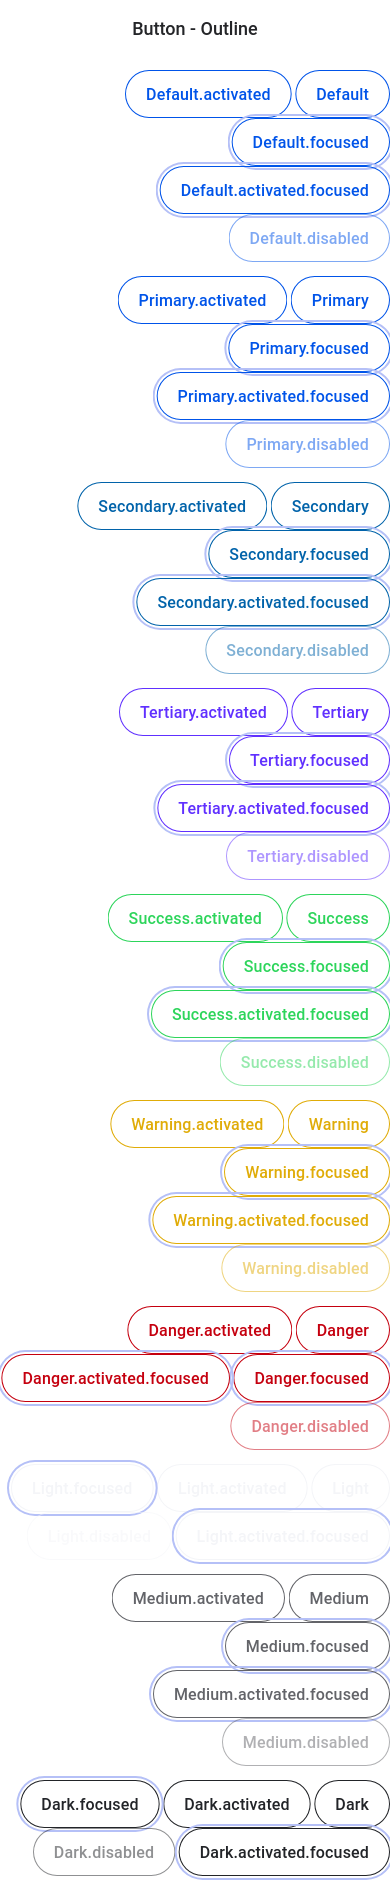 Button - Outline
Default.activated Default
Default.focused
Default.activated.focused
Default.disabled
Primary.activated Primary
Primary.focused
Primary.activated.focused
Primary.disabled
Secondary.activated Secondary
Secondary.focused
Secondary.activated.focused
Secondary.disabled
Tertiary.activated Tertiary
Tertiary.focused
Tertiary.activated.focused
Tertiary.disabled
Success.activated Success
Success.focused
Success.activated.focused
Success.disabled
Warning.activated Warning
Warning.focused
Warning.activated.focused
Warning.disabled
Danger.activated Danger
Danger.activated.focused Danger.focused
Danger.disabled
Light.focused Light.activated Light
Light.disabled Light.activated.focused
Medium.activated Medium
Medium.focused
Medium.activated.focused
Medium.disabled
Dark.focused Dark.activated Dark
Dark.disabled Dark.activated.focused